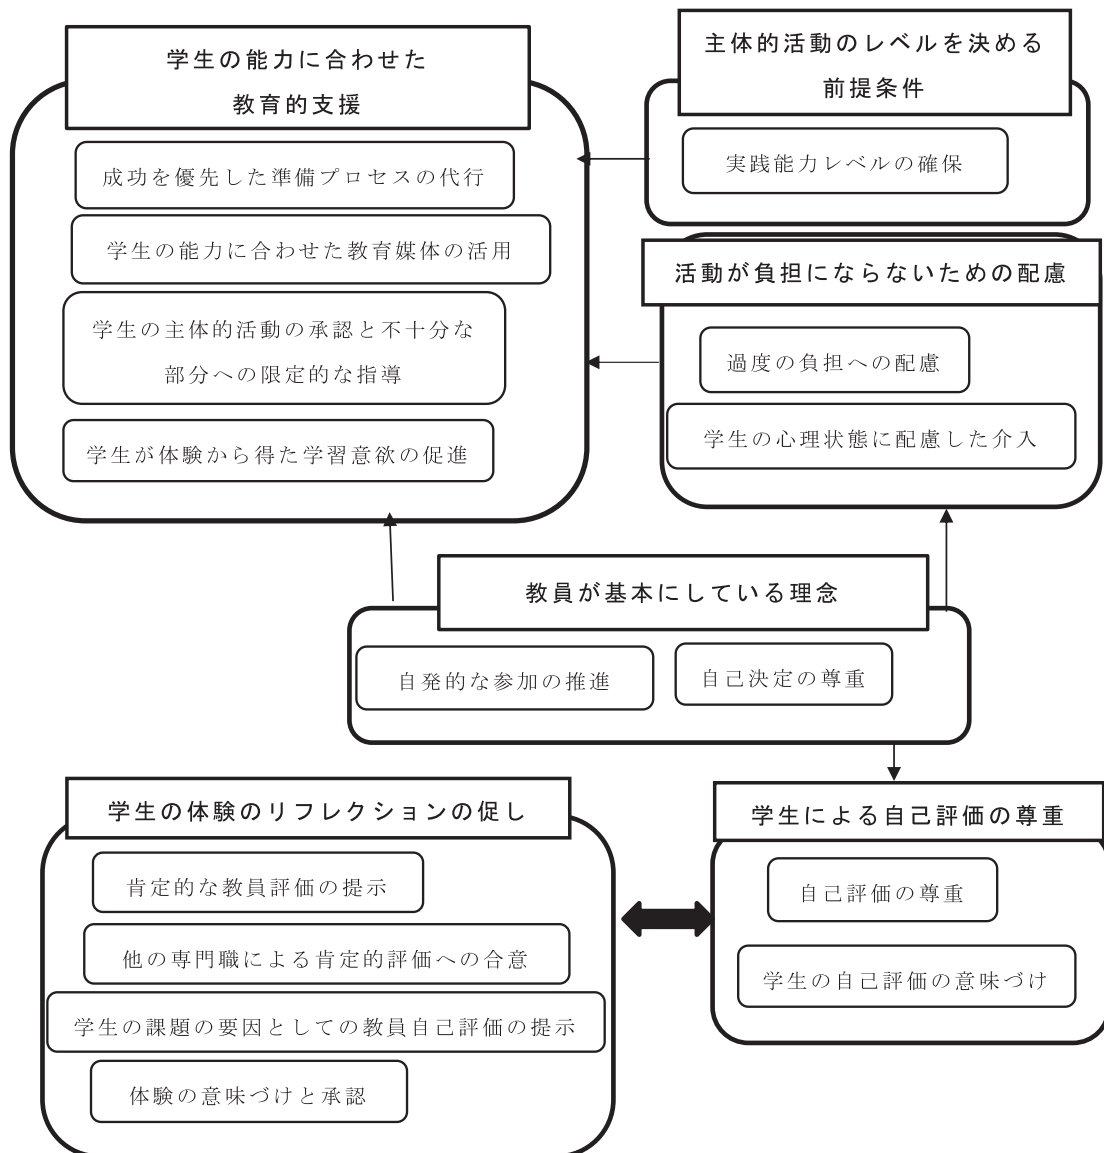 学生の能力に合わせた
教育的支援
成功を優先した準備プロセスの代行
学生の能力に合わせた教育媒体の活用
学生の主体的活動の承認と不十分な
部分への限定的な指導
学生が体験から得た学習意欲の促進
主体的活動のレベルを決める
前提条件
実践能力レベルの確保
活動が負担にならないための配慮
過度の負担への配慮
学生の心理状態に配慮した介入
教員が基本にしている理念
自発的な参加の推進
自己決定の尊重
学生の体験のリフレクションの促し
肯定的な教員評価の提示
他の専門職による肯定的評価への合意
学生の課題の要因としての教員自己評価の提示
体験の意味づけと承認
学生による自己評価の尊重
自己評価の尊重
学生の自己評価の意味づけ